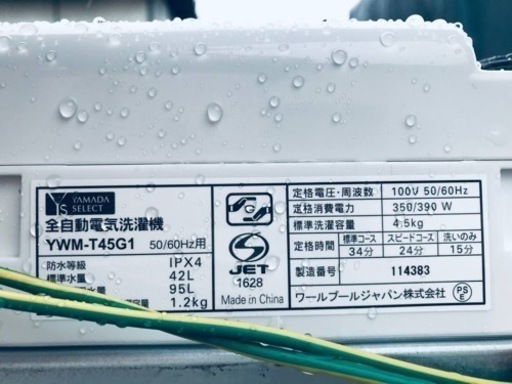 YAMADA
YS SELECT
全自動電気洗濯機
YWM-T45G1 50/60Hz用
防水等級 IPX4
標準水量 42L
95L
1.2kg
JET
1628
Made in China
定格電圧・周波数 100V 50/60Hz
定格消費電力 350/390 W
標準洗濯容量 4.5kg
定格時間 標準コース スピードコース 洗いのみ
34分 24分 15分
製造番号 114383
ワールプールジャパン株式会社 PSE